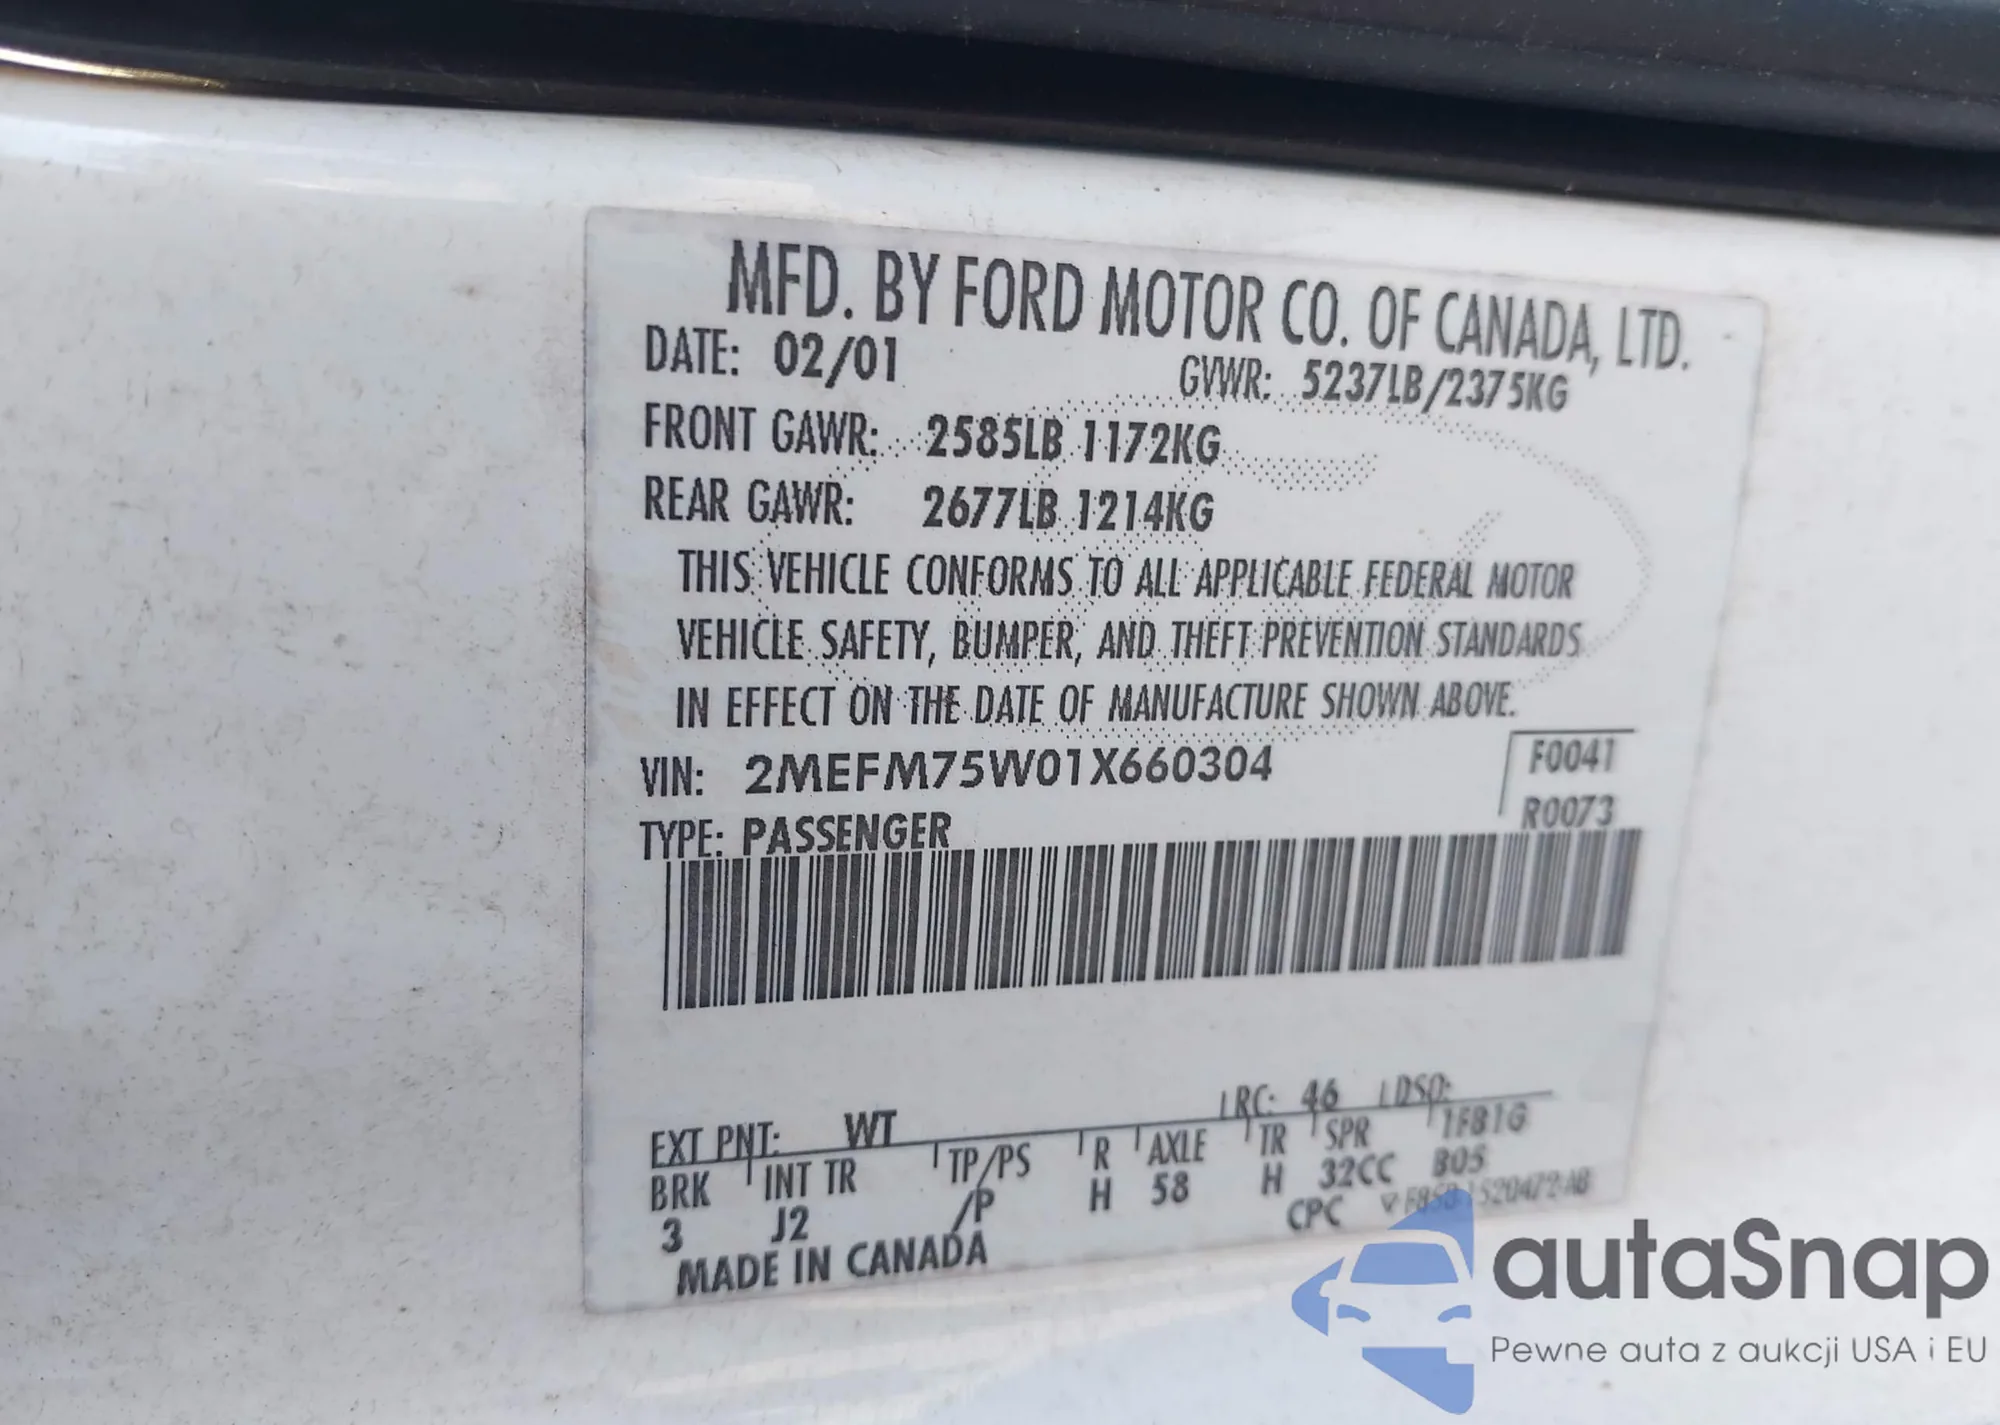 MFD. BY FORD MOTOR CO. OF CANADA, LTD.
DATE: 02/01
GVWR: 5237LB/2375KG
FRONT GAWR: 2585LB 1172KG
REAR GAWR: 2677LB 1214KG
THIS VEHICLE CONFORMS TO ALL APPLICABLE FEDERAL MOTOR
VEHICLE SAFETY, BUMPER, AND THEFT PREVENTION STANDARDS
IN EFFECT ON THE DATE OF MANUFACTURE SHOWN ABOVE.
VIN: 2MEFM75W01X660304
F0041
TYPE: PASSENGER
R0073
EXT PNT: WT RC: 46 DSO:
BRK INT TR TP/PS R AXLE TR SPR 1F81G
3 J2 /P H 58 H 32CC B05
MADE IN CANADA
CPC
autaSnap
Pewne auta z aukcji USA i EU